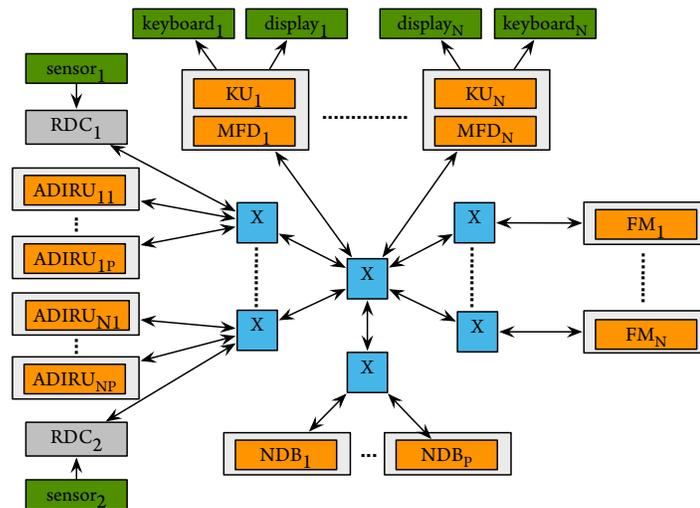 keyboard1
display1
displayN
keyboardN
sensor1
KU1
KUN
RDC1
MFD1
MFDN
ADIRU11
X
X
FM1
ADIRU1P
X
ADIRUN1
X
X
FMN
ADIRUNP
X
RDC2
NDB1
NDBP
sensor2